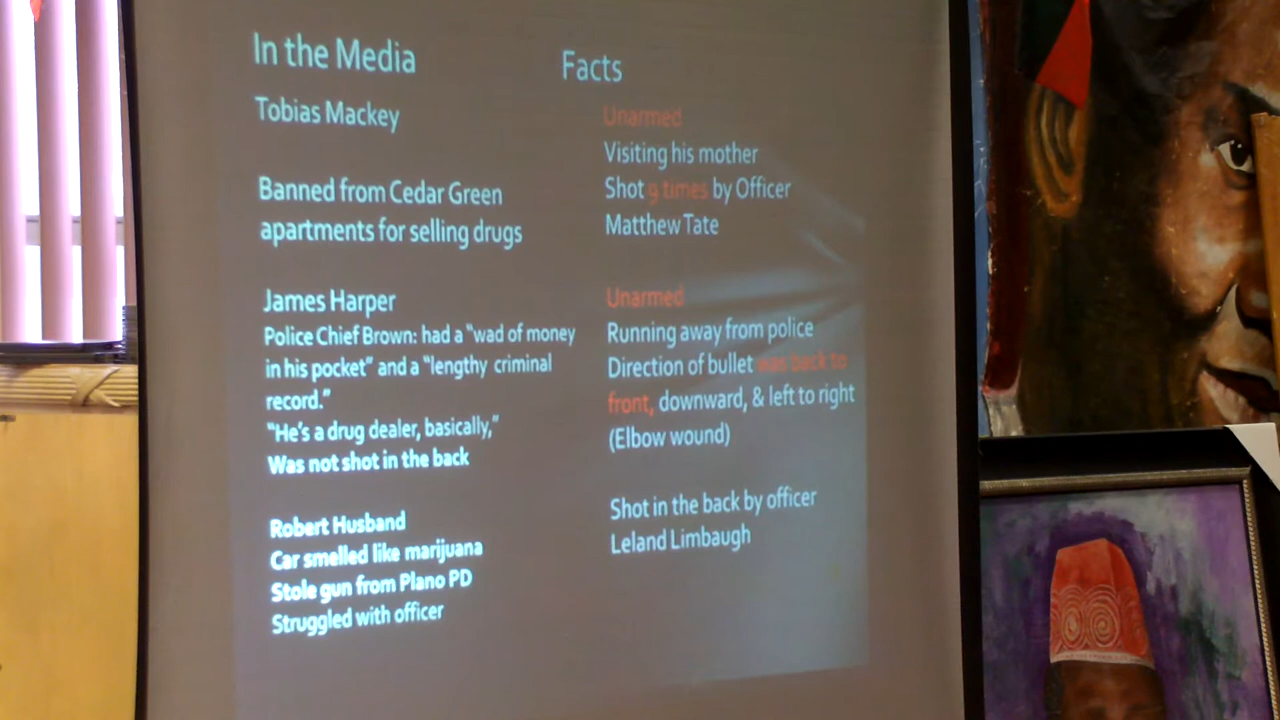 In the Media
Tobias Mackey
Banned from Cedar Green
apartments for selling drugs
James Harper
Police Chief Brown: had a "wad of money
in his pocket" and a "lengthy criminal
record."
"He's a drug dealer, basically,"
Was not shot in the back
Robert Husband
Car smelled like marijuana
Stole gun from Plano PD
Struggled with officer
Facts
Unarmed
Visiting his mother
Shot 9 times by Officer
Matthew Tate
Unarmed
Running away from police
Direction of bullet was back to
front, downward, & left to right
(Elbow wound)
Shot in the back by officer
Leland Limbaugh